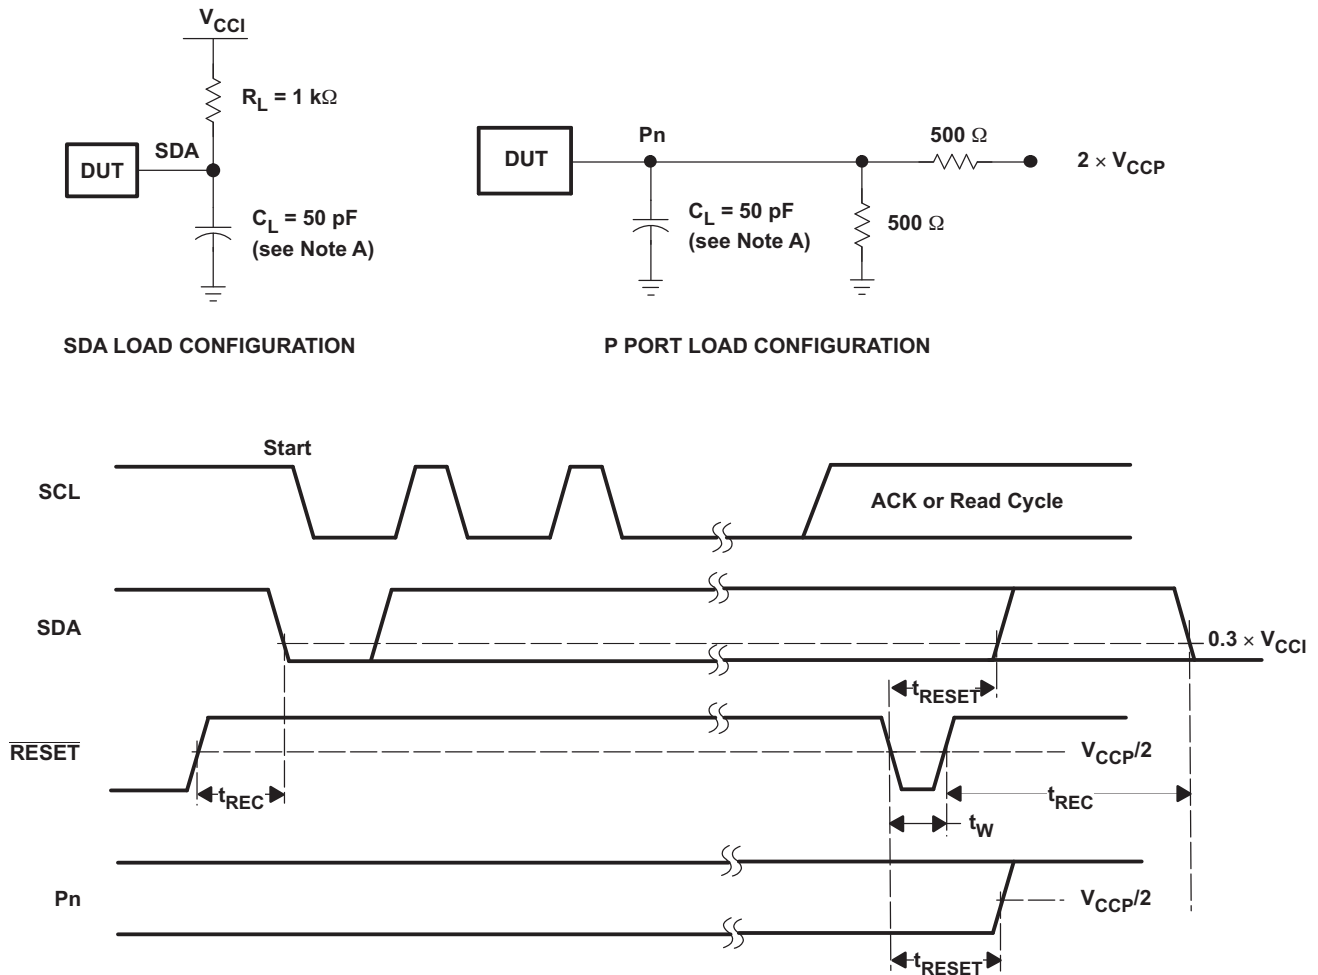 VCCI
RL = 1 kΩ
SDA
DUT
CL = 50 pF
(see Note A)
SDA LOAD CONFIGURATION
DUT
Pn
500 Ω
2 × VCCP
CL = 50 pF
(see Note A)
500 Ω
P PORT LOAD CONFIGURATION
Start
SCL
ACK or Read Cycle
SDA
0.3 × VCCI
tRESET
RESET
VCCP/2
tREC
tREC
tW
Pn
VCCP/2
tRESET